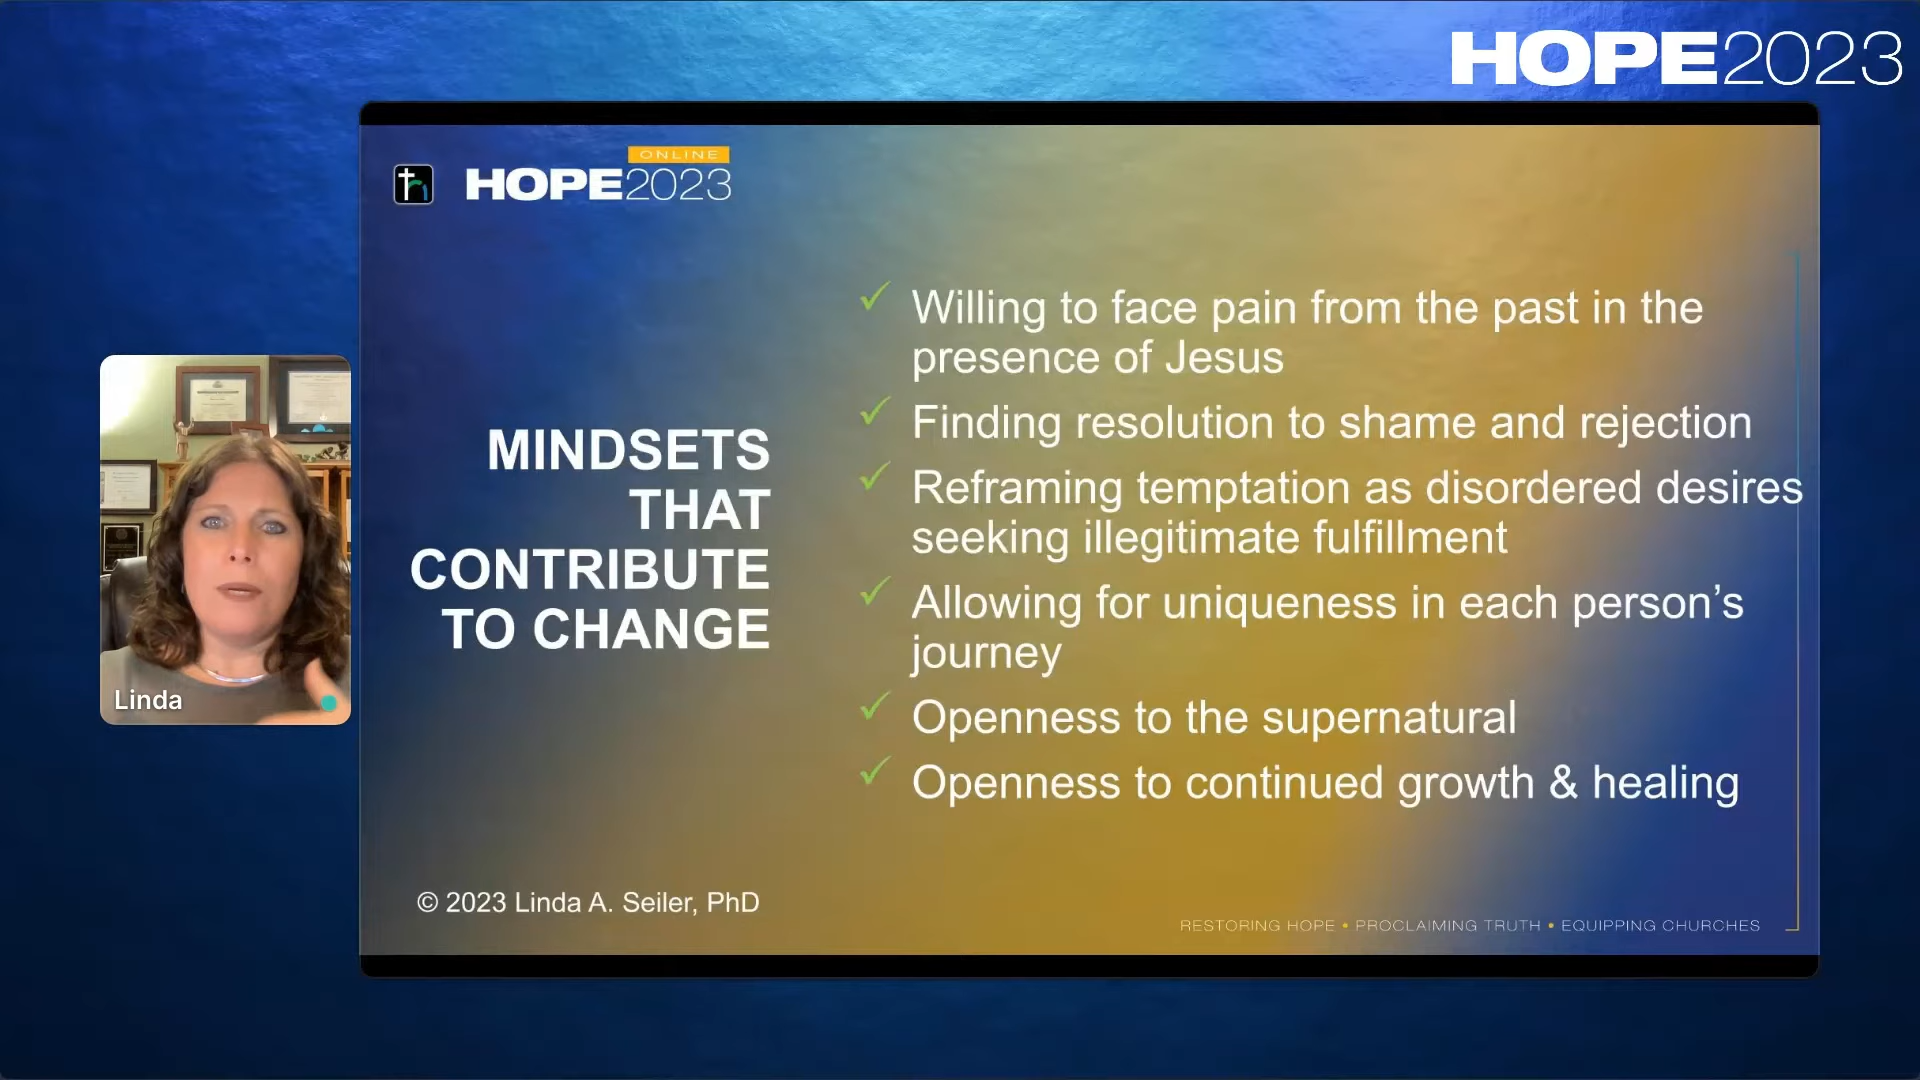 HOPE2023
ONLINE
HOPE2023
MINDSETS
THAT
CONTRIBUTE
TO CHANGE
✓ Willing to face pain from the past in the
presence of Jesus
✓ Finding resolution to shame and rejection
✓ Reframing temptation as disordered desires
seeking illegitimate fulfillment
✓ Allowing for uniqueness in each person’s
journey
✓ Openness to the supernatural
✓ Openness to continued growth & healing
Linda
© 2023 Linda A. Seiler, PhD
RESTORING HOPE • PROCLAIMING TRUTH • EQUIPPING CHURCHES